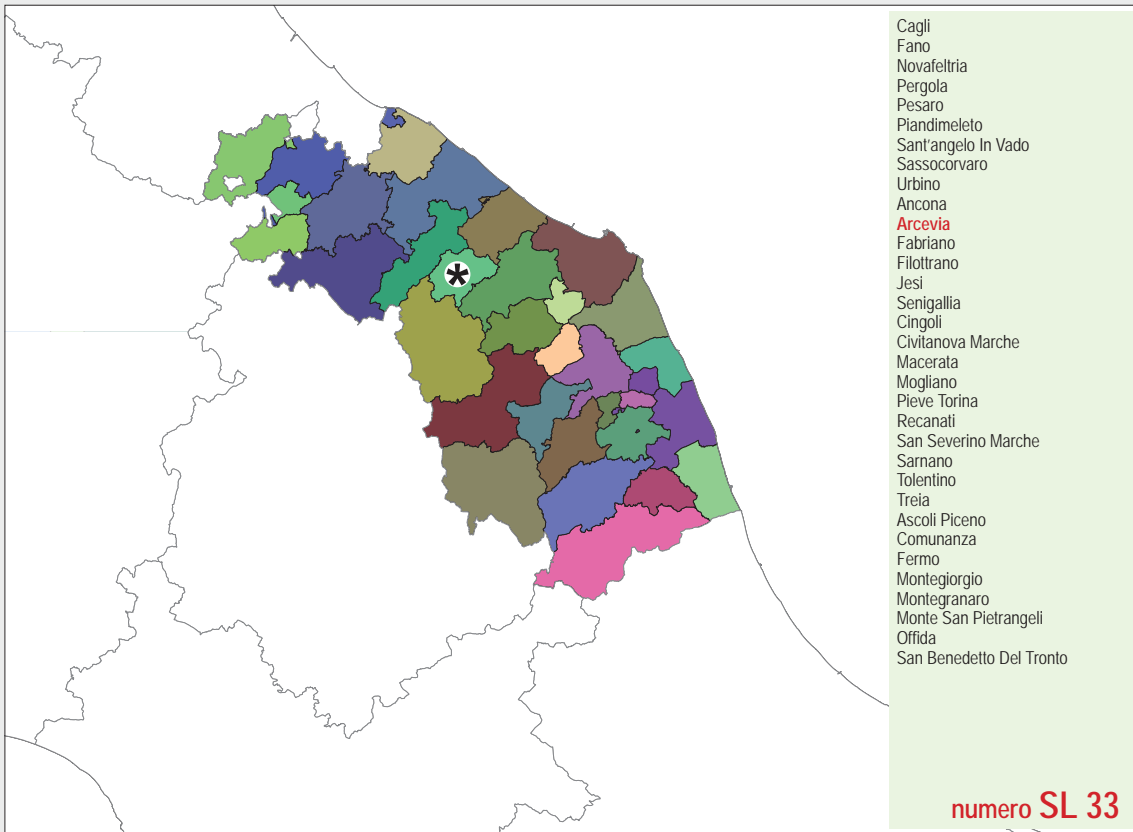 Cagli
Fano
Novafeltria
Pergola
Pesaro
Piandimeleto
Sant'angelo In Vado
Sassocorvaro
Urbino
Ancona
Arcevia
Fabriano
Filottrano
Jesi
Senigallia
Cingoli
Civitanova Marche
Macerata
Mogliano
Pieve Torina
Recanati
San Severino Marche
Sarnano
Tolentino
Treia
Ascoli Piceno
Comunanza
Fermo
Montegiorgio
Montegranaro
Monte San Pietrangeli
Offida
San Benedetto Del Tronto
numero SL 33